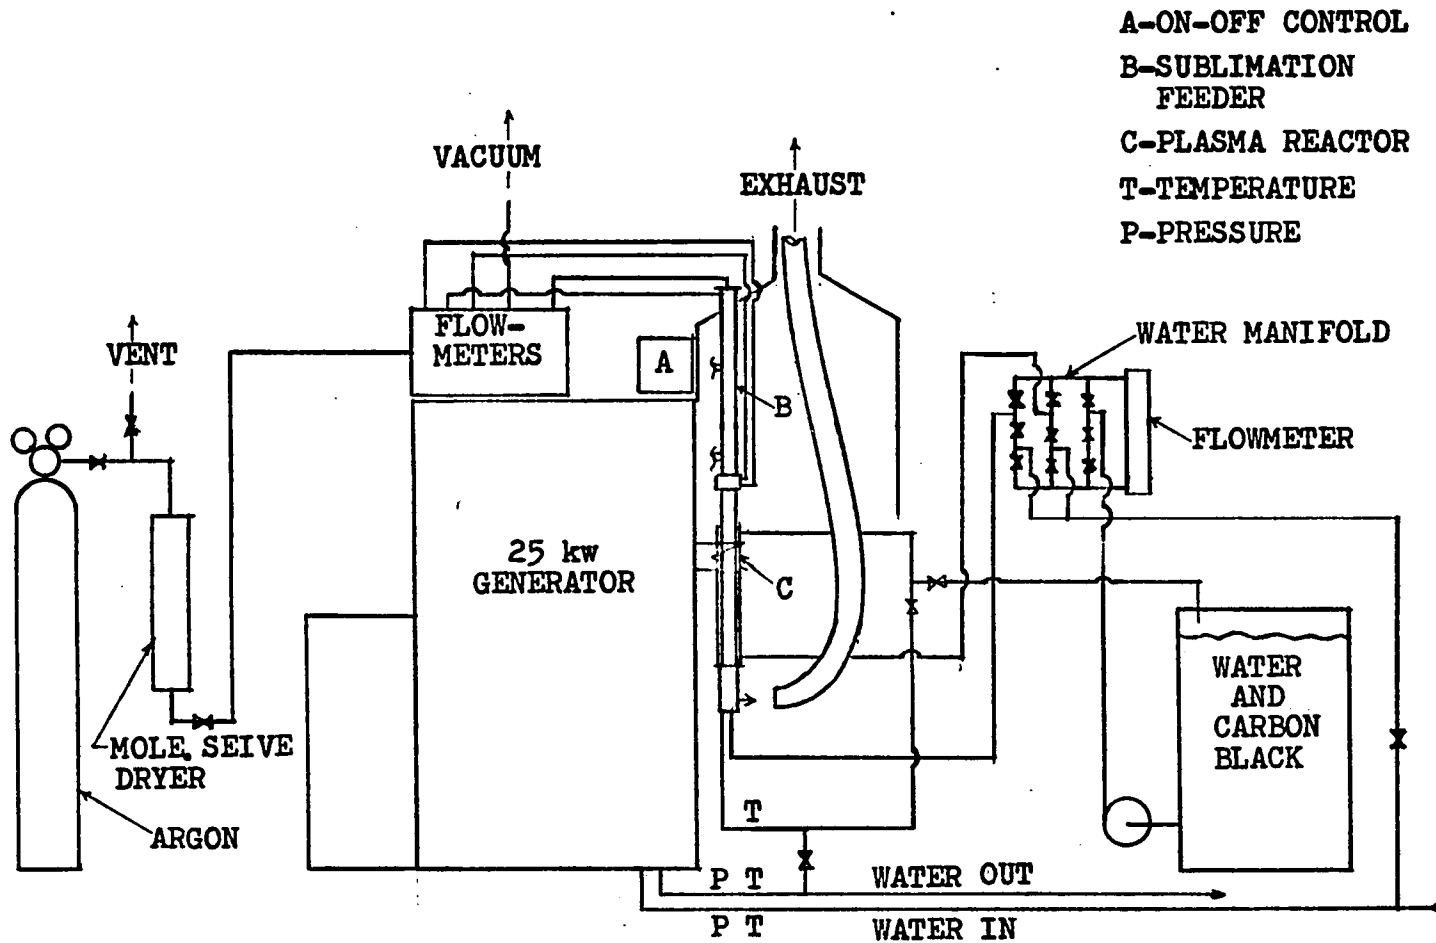 A-ON-OFF CONTROL
B-SUBLIMATION
FEEDER
C-PLASMA REACTOR
T-TEMPERATURE
P-PRESSURE
VACUUM
EXHAUST
VENT
FLOW-
METERS
A
B
WATER MANIFOLD
FLOWMETER
25 kw
GENERATOR
C
WATER
AND
CARBON
BLACK
MOLE. SEIVE
DRYER
ARGON
T
P T WATER OUT
P T WATER IN